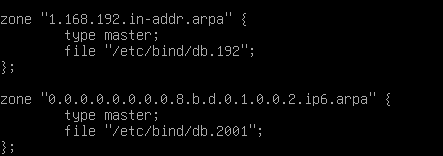 zone "1.168.192.in-addr.arpa" {
        type master;
        file "/etc/bind/db.192";
};
zone "0.0.0.0.0.0.0.0.8.b.d.0.1.0.0.2.ip6.arpa" {
        type master;
        file "/etc/bind/db.2001";
};